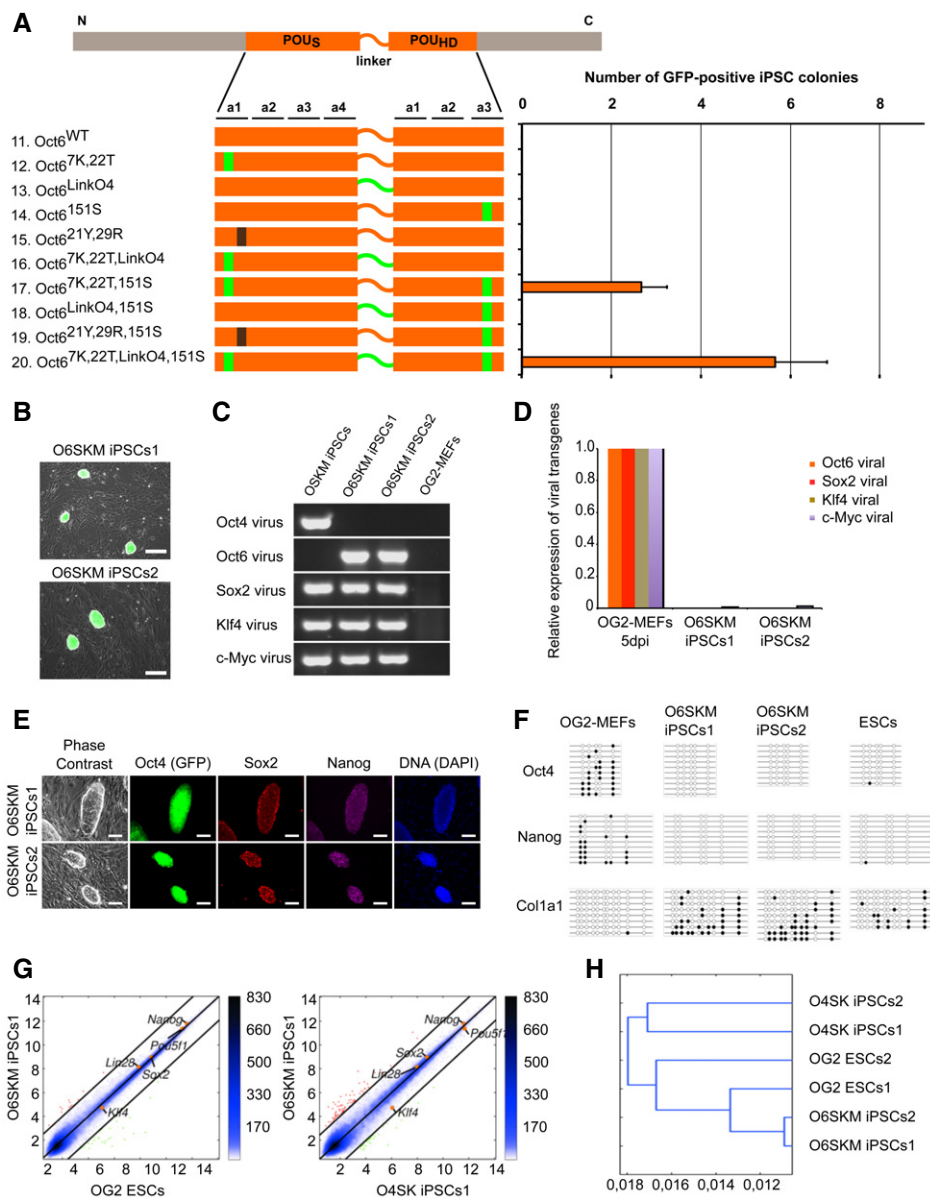 A
N
C
POUS
POUHD
linker
a1 a2 a3 a4 a1 a2 a3
Number of GFP-positive iPSC colonies
0 2 4 6 8
11. Oct6WT
12. Oct67K,22T
13. Oct6LinkO4
14. Oct6151S
15. Oct621Y,29R
16. Oct67K,22T,LinkO4
17. Oct67K,22T,151S
18. Oct6LinkO4,151S
19. Oct621Y,29R,151S
20. Oct67K,22T,LinkO4,151S
B
O6SKM iPSCs1
O6SKM iPSCs2
C
OSKM iPSCs
O6SKM iPSCs1
O6SKM iPSCs2
OG2-MEFs
Oct4 virus
Oct6 virus
Sox2 virus
Klf4 virus
c-Myc virus
D
Relative expression of viral transgenes
1.0
0.8
0.6
0.4
0.2
0
OG2-MEFs
5dpi
O6SKM
iPSCs1
O6SKM
iPSCs2
Oct6 viral
Sox2 viral
Klf4 viral
c-Myc viral
E
Phase
Contrast
Oct4 (GFP)
Sox2
Nanog
DNA (DAPI)
O6SKM
iPSCs1
O6SKM
iPSCs2
F
OG2-MEFs
O6SKM
iPSCs1
O6SKM
iPSCs2
ESCs
Oct4
Nanog
Col1a1
G
O6SKM iPSCs1
14
12
10
8
6
4
2
2 4 6 8 10 12 14
OG2 ESCs
Nanog
Pou5f1
Lin28
Sox2
Klf4
830
660
500
330
170
0
O6SKM iPSCs1
14
12
10
8
6
4
2
2 4 6 8 10 12 14
O4SK iPSCs1
Nanog
Pou5f1
Sox2
Lin28
Klf4
830
660
500
330
170
0
H
O4SK iPSCs2
O4SK iPSCs1
OG2 ESCs2
OG2 ESCs1
O6SKM iPSCs2
O6SKM iPSCs1
0,018 0,016 0,014 0,012